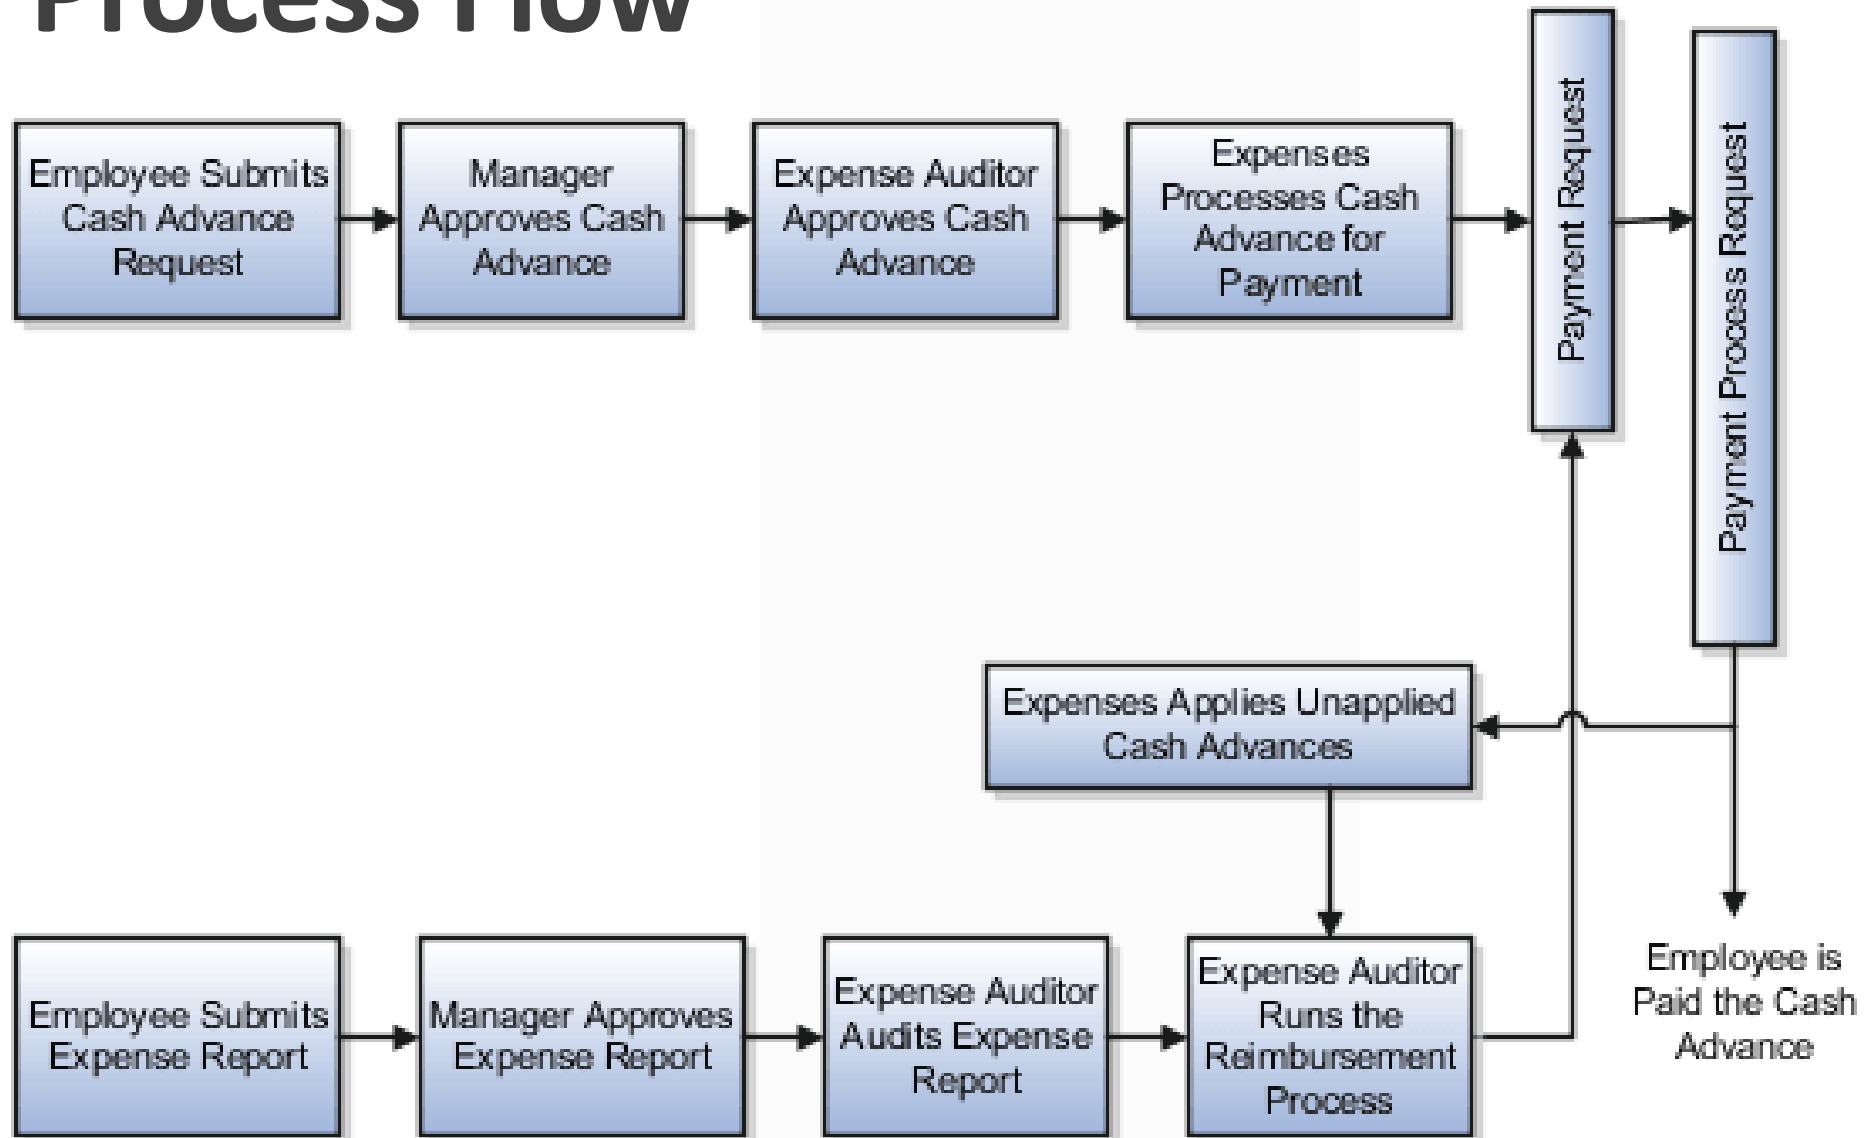 Process Flow
Employee Submits
Cash Advance
Request
Manager
Approves Cash
Advance
Expense Auditor
Approves Cash
Advance
Expenses
Processes Cash
Advance for
Payment
Payment Request
Payment Process Request
Expenses Applies Unapplied
Cash Advances
Employee Submits
Expense Report
Manager Approves
Expense Report
Expense Auditor
Audits Expense
Report
Expense Auditor
Runs the
Reimbursement
Process
Employee is
Paid the Cash
Advance